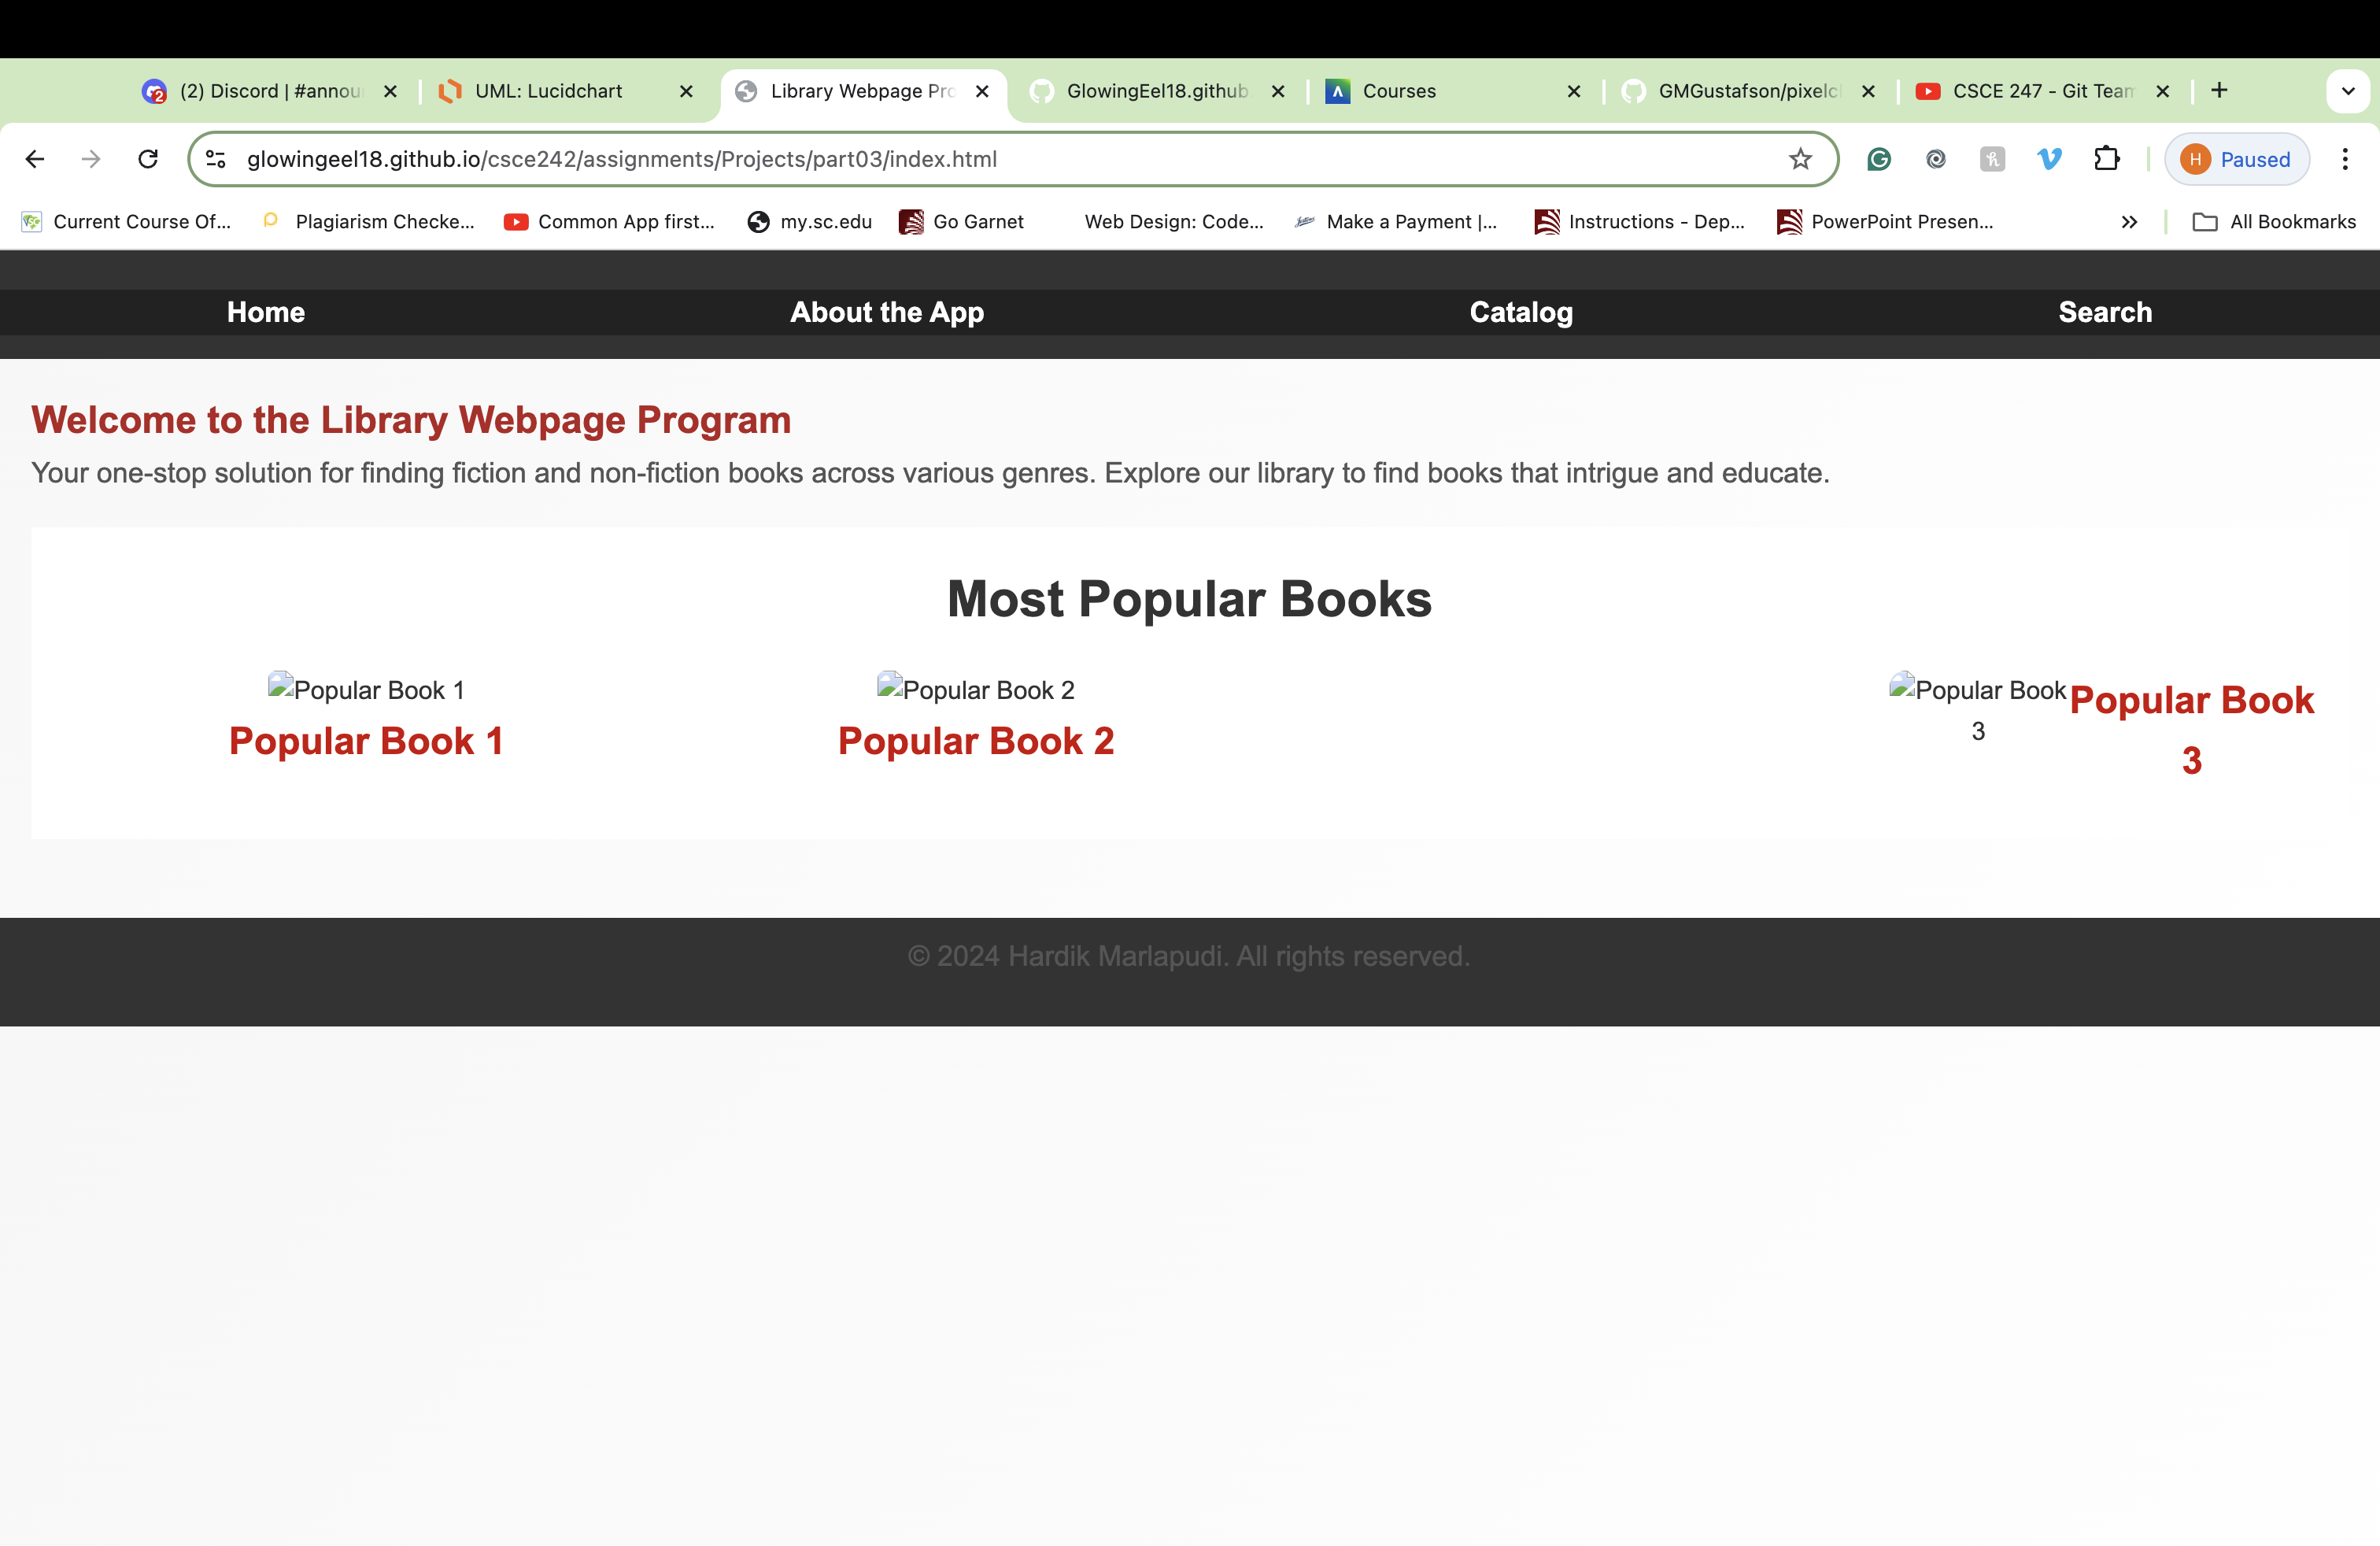 (2) Discord | #annou
UML: Lucidchart
Library Webpage Pro
GlowingEel18.github
Courses
GMGustafson/pixelc
CSCE 247 - Git Team
glowingeel18.github.io/csce242/assignments/Projects/part03/index.html
H Paused
Current Course Of...
Plagiarism Checke...
Common App first...
my.sc.edu
Go Garnet
Web Design: Code...
Make a Payment |...
Instructions - Dep...
PowerPoint Presen...
All Bookmarks
Home
About the App
Catalog
Search
Welcome to the Library Webpage Program
Your one-stop solution for finding fiction and non-fiction books across various genres. Explore our library to find books that intrigue and educate.
Most Popular Books
Popular Book 1
Popular Book 1
Popular Book 2
Popular Book 2
Popular Book
3
Popular Book
3
© 2024 Hardik Marlapudi. All rights reserved.